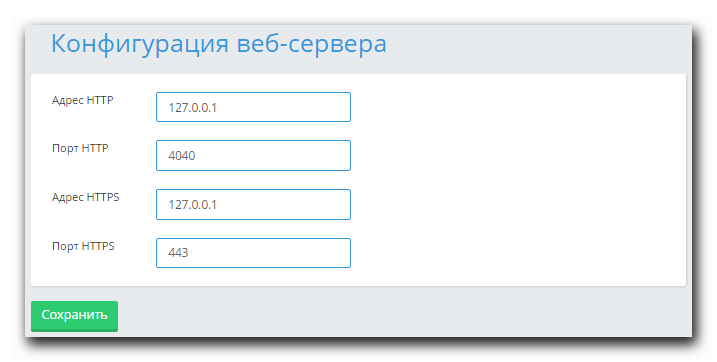 Конфигурация веб-сервера
Адрес HTTP 127.0.0.1
Порт HTTP 4040
Адрес HTTPS 127.0.0.1
Порт HTTPS 443
Сохранить